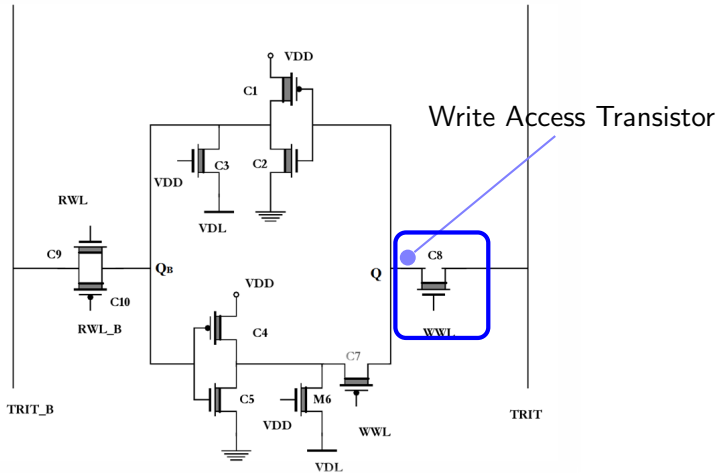 VDD
C1
Write Access Transistor
C3
C2
VDD
RWL
VDL
C9
QB
Q
C8
C10
VDD
RWL_B
C4
WWL
C7
C5
M6
TRIT_B
VDD
WWL
TRIT
VDL